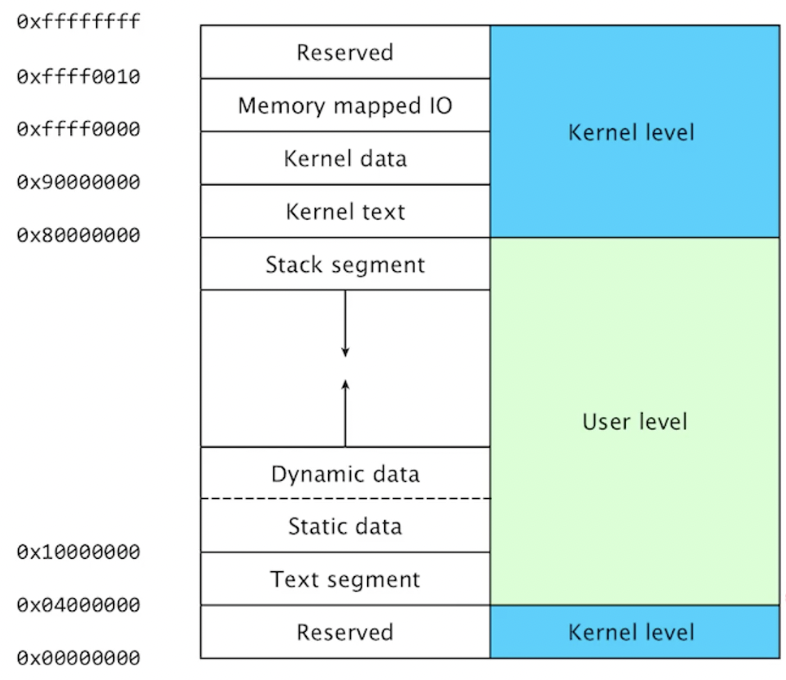 0xffffffff
Reserved
0xffff0010
Memory mapped IO
Kernel level
0xffff0000
Kernel data
0x90000000
Kernel text
0x80000000
Stack segment
User level
Dynamic data
Static data
0x10000000
Text segment
0x04000000
Reserved
Kernel level
0x00000000